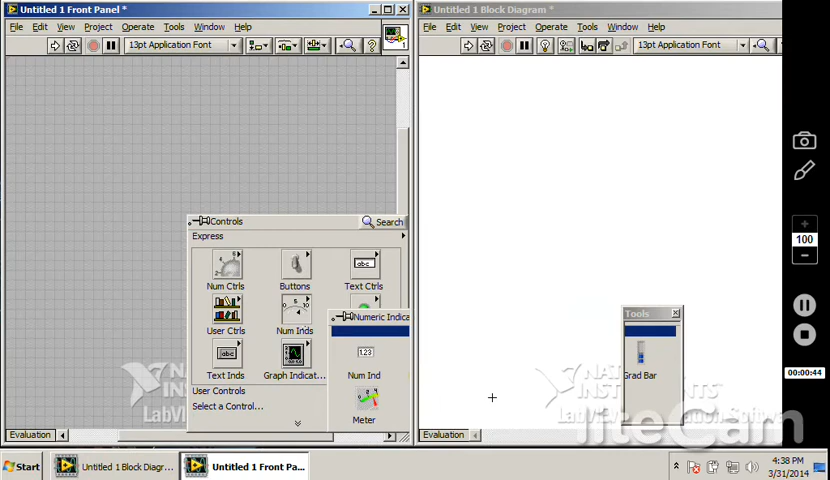 Untitled 1 Front Panel *
File Edit View Project Operate Tools Window Help
13pt Application Font
Untitled 1 Block Diagram *
File Edit View Project Operate Tools Window
13pt Application Font
Controls
Search
Express
Num Ctrls
Buttons
Text Ctrls
User Ctrls
Num Inds
Text Inds
Graph Indicat...
User Controls
Select a Control...
Numeric Indica
1.23
Num Ind
Meter
Tools
Grad Bar
Evaluation
Evaluation
100
00:00:44
liteCam
Start
Untitled 1 Block Diagr...
Untitled 1 Front Pa...
4:38 PM
3/31/2014